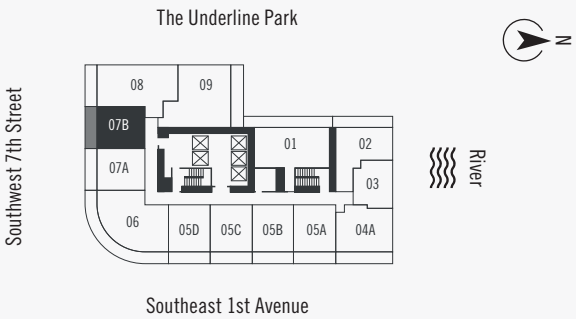 The Underline Park
N
Southwest 7th Street
08
09
07B
01
02
07A
03
06
05D
05C
05B
05A
04A
River
Southeast 1st Avenue